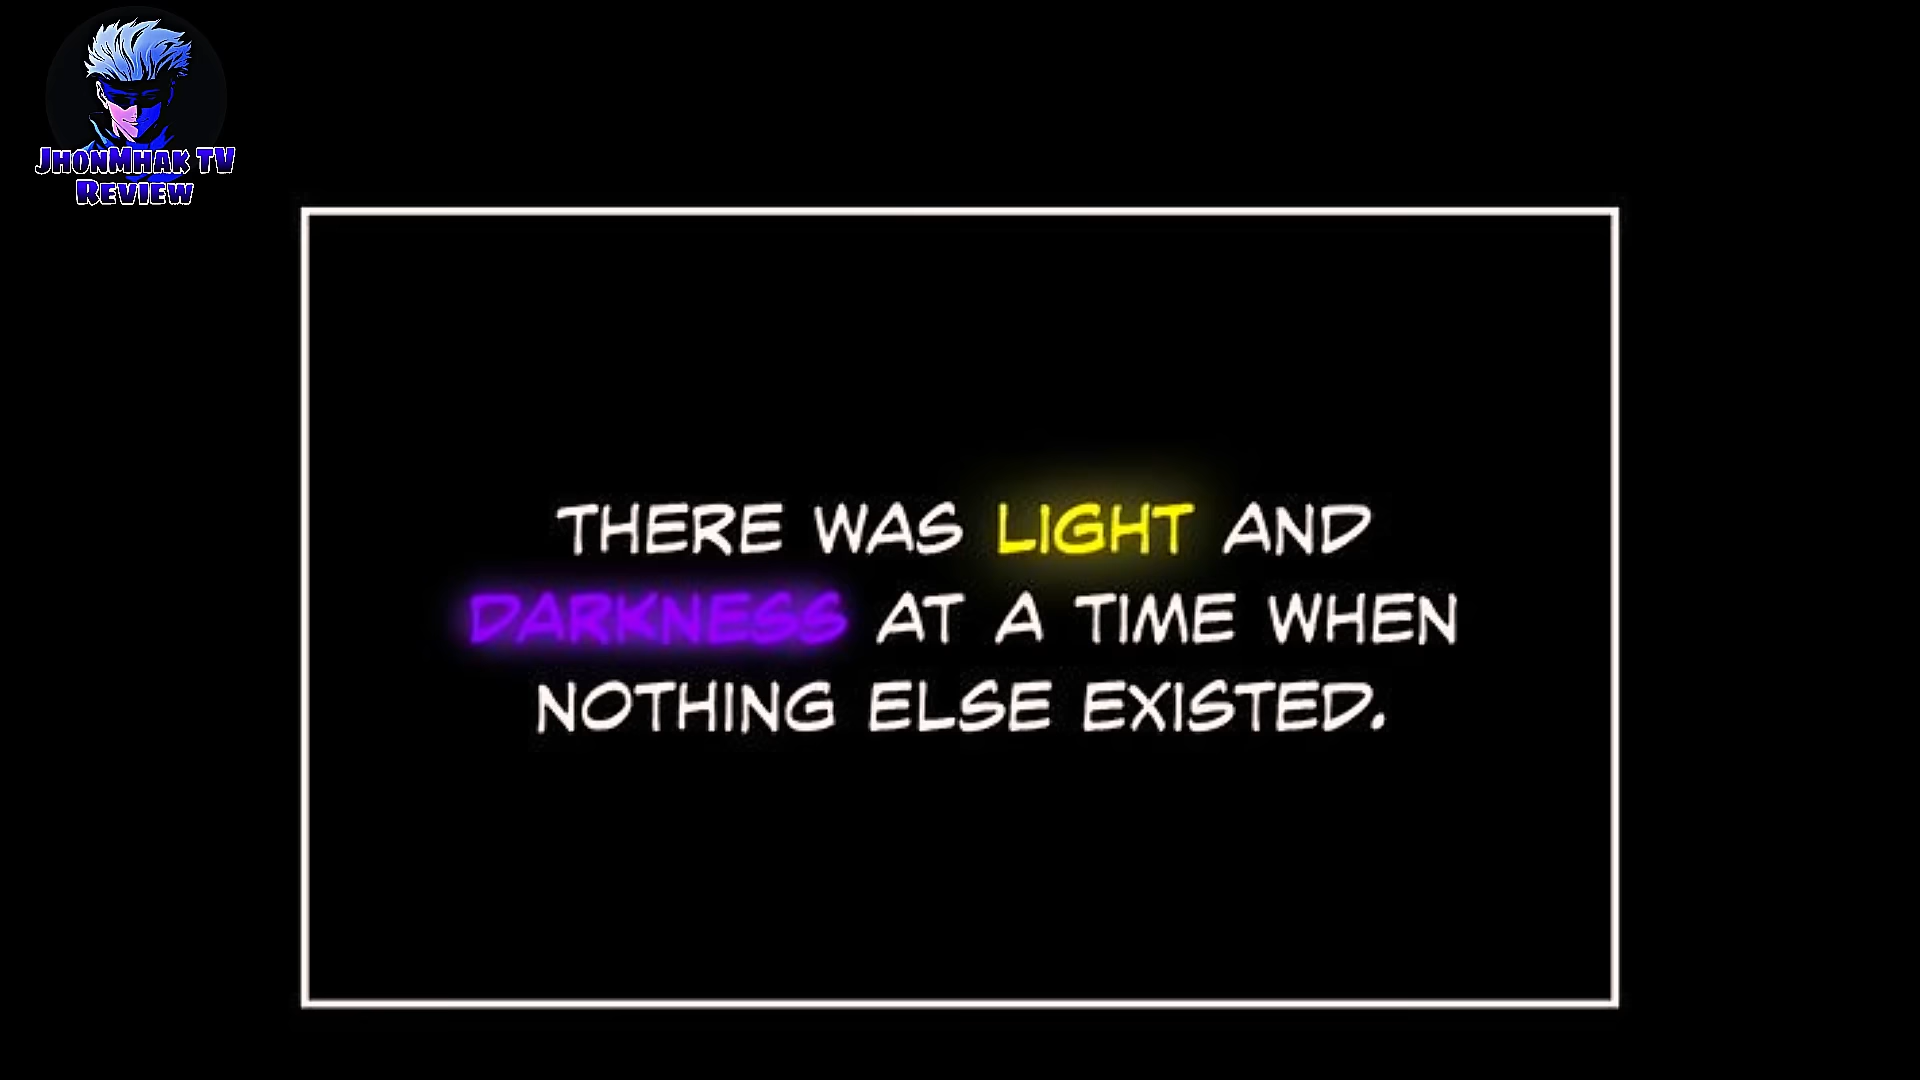 JHONMHAK TV
REVIEW
THERE WAS LIGHT AND
DARKNESS AT A TIME WHEN
NOTHING ELSE EXISTED.